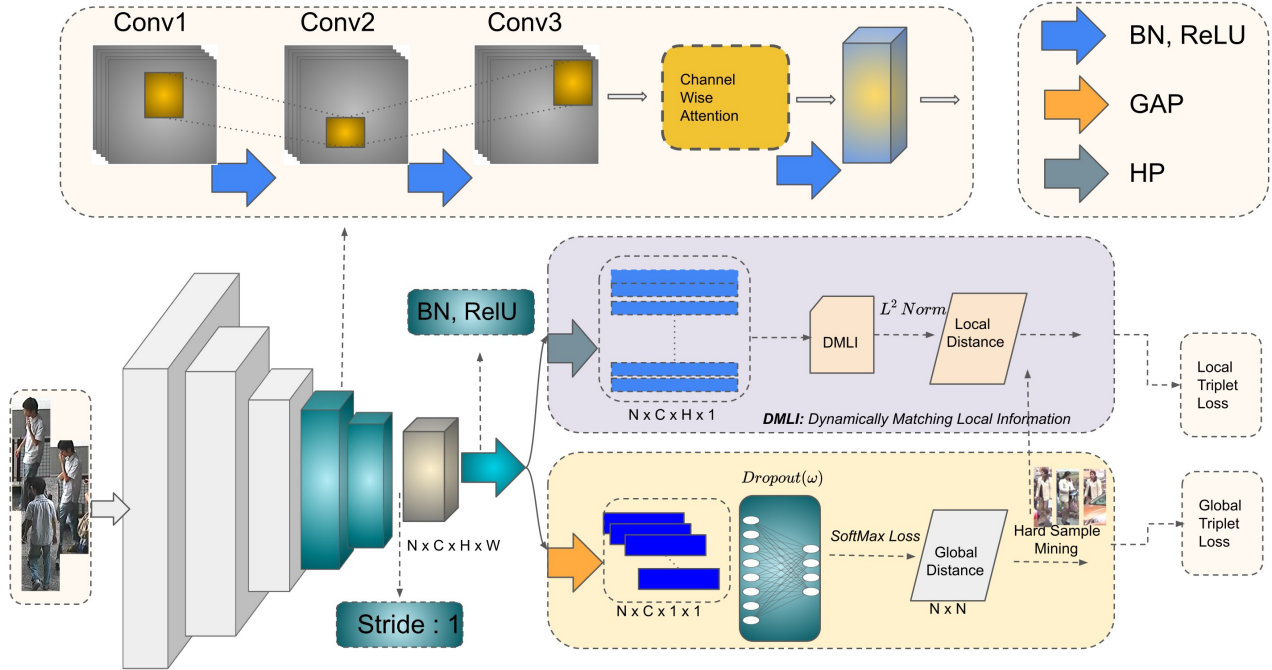 Conv1
Conv2
Conv3
Channel
Wise
Attention
BN, ReLU
GAP
HP
BN, RelU
N x C x H x 1
DMLI
L² Norm
Local
Distance
DMLI: Dynamically Matching Local Information
Local
Triplet
Loss
N x C x H x W
Stride : 1
N x C x 1 x 1
Dropout(ω)
SoftMax Loss
Global
Distance
N x N
Hard Sample
Mining
Global
Triplet
Loss